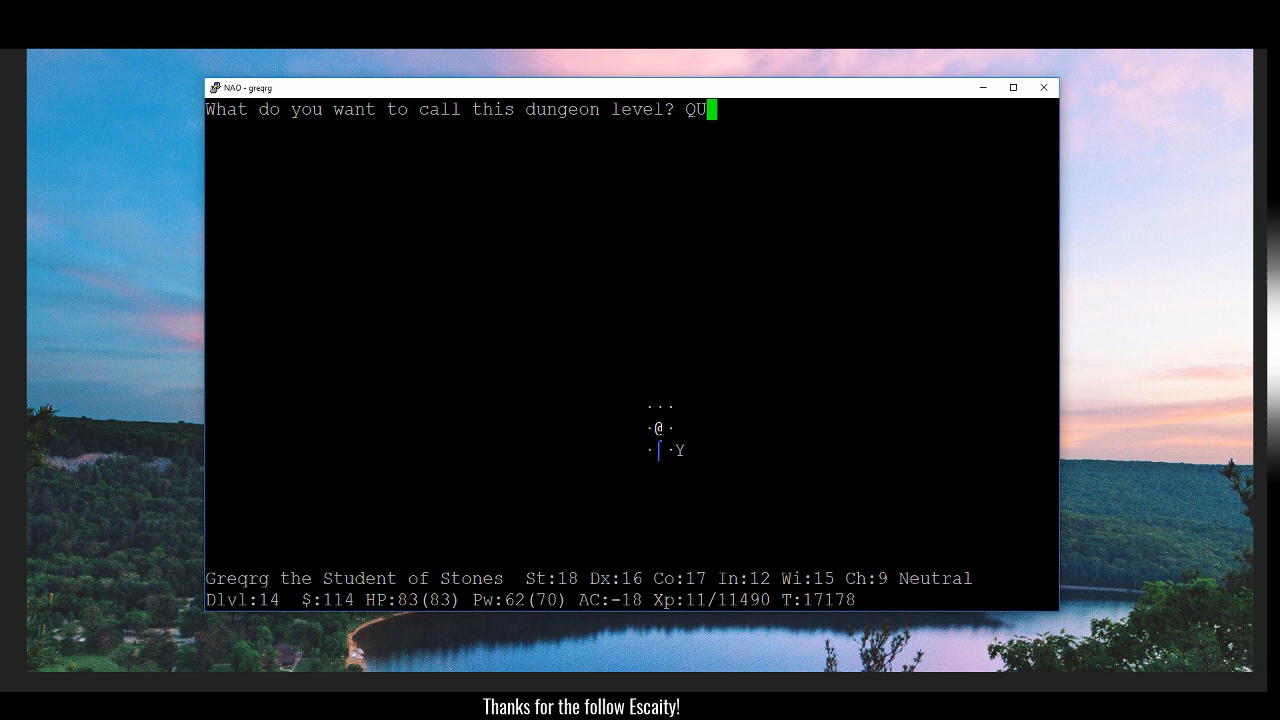 NAO - greqrg
What do you want to call this dungeon level? QU
...
.@.
.⌠.Y
Greqrg the Student of Stones  St:18 Dx:16 Co:17 In:12 Wi:15 Ch:9 Neutral
Dlvl:14  $:114 HP:83(83) Pw:62(70) AC:-18 Xp:11/11490 T:17178
Thanks for the follow Escaity!